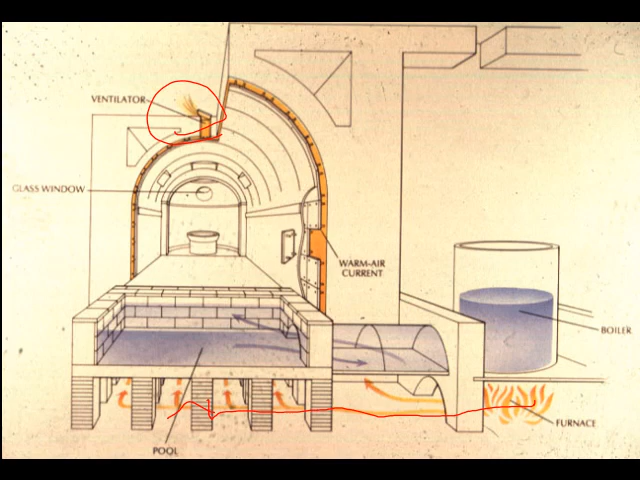 VENTILATOR
GLASS WINDOW
WARM-AIR
CURRENT
BOILER
FURNACE
POOL